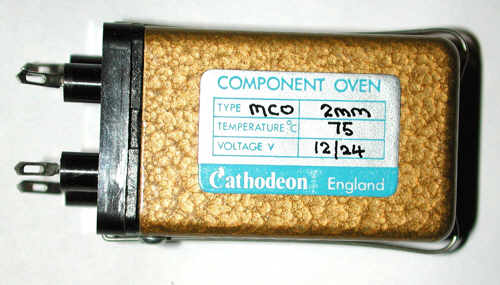 COMPONENT OVEN
TYPE MCO 2mm
TEMPERATURE °C 75
VOLTAGE V 12/24
Cathodeon England